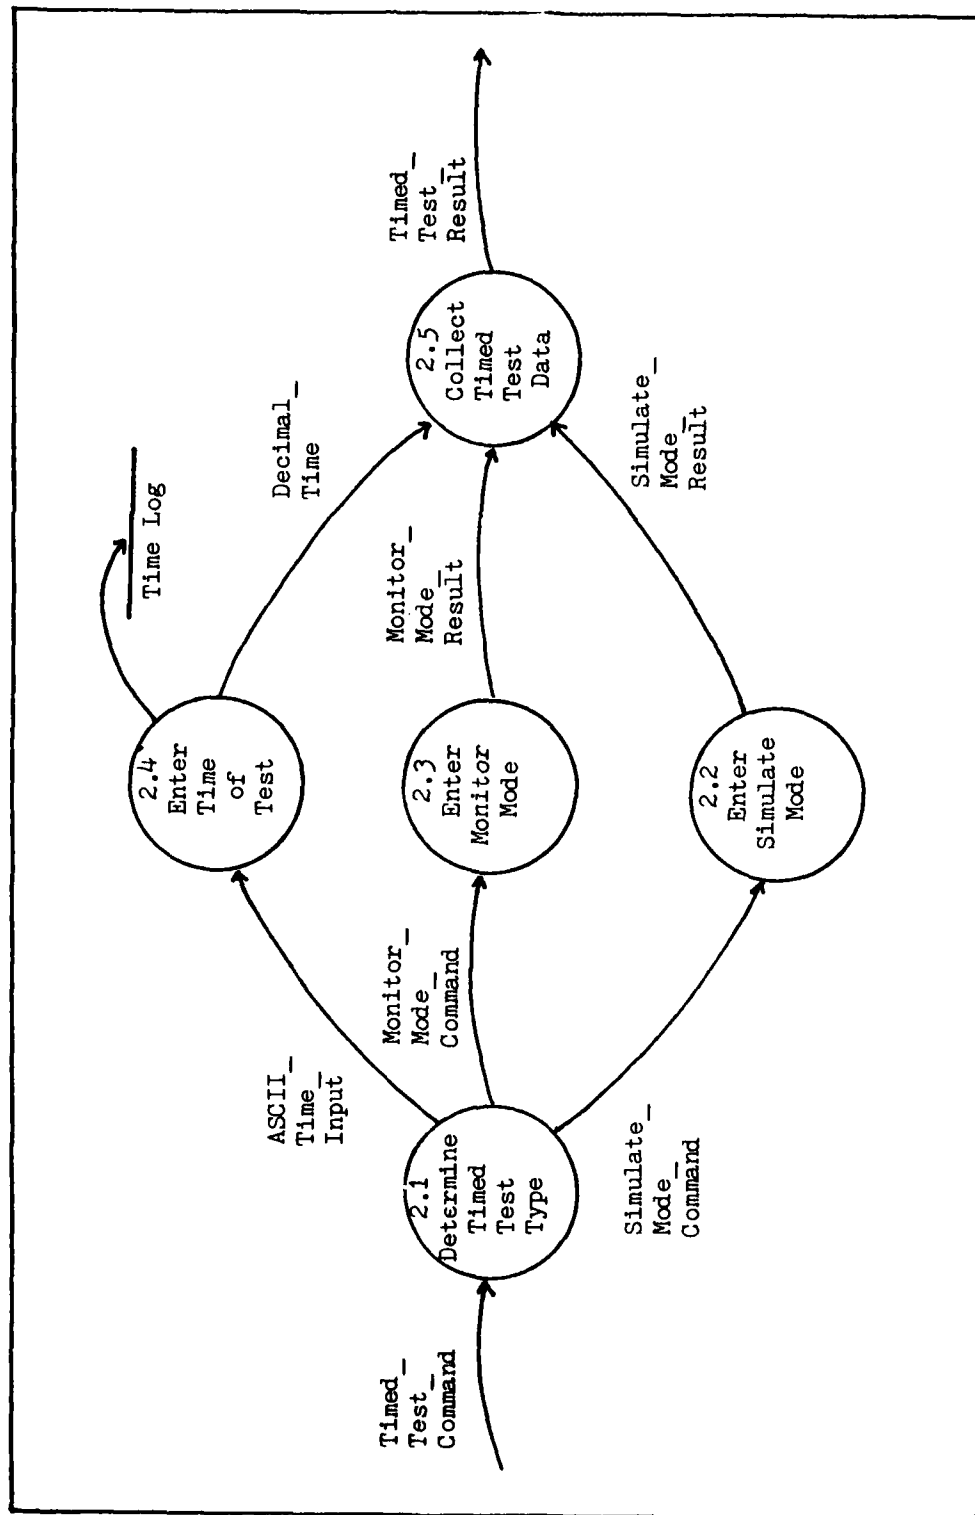 Timed_
Test_
Command
2.1
Determine
Timed
Test
Type
ASCII_
Time_
Input
Monitor_
Mode_
Command
Simulate_
Mode_
Command
2.4
Enter
Time
of
Test
2.3
Enter
Monitor
Mode
2.2
Enter
Simulate
Mode
Time Log
Decimal_
Time
Monitor_
Mode_
Result
Simulate_
Mode_
Result
2.5
Collect
Timed
Test
Data
Timed_
Test_
Result